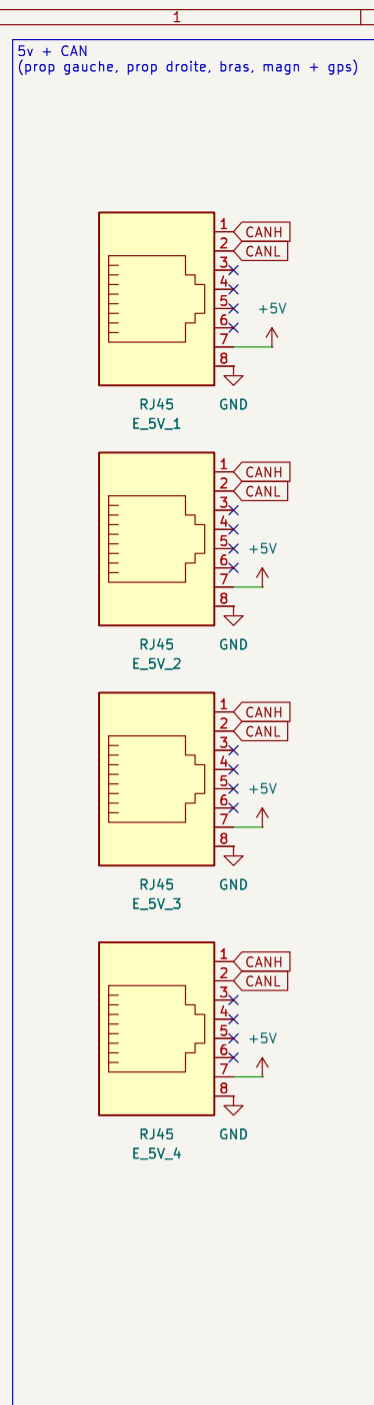 1
5v + CAN
(prop gauche, prop droite, bras, magn + gps)
1 CANH
2 CANL
3
4
5 +5V
6
7
8
RJ45 GND
E_5V_1
1 CANH
2 CANL
3
4
5 +5V
6
7
8
RJ45 GND
E_5V_2
1 CANH
2 CANL
3
4
5 +5V
6
7
8
RJ45 GND
E_5V_3
1 CANH
2 CANL
3
4
5 +5V
6
7
8
RJ45 GND
E_5V_4